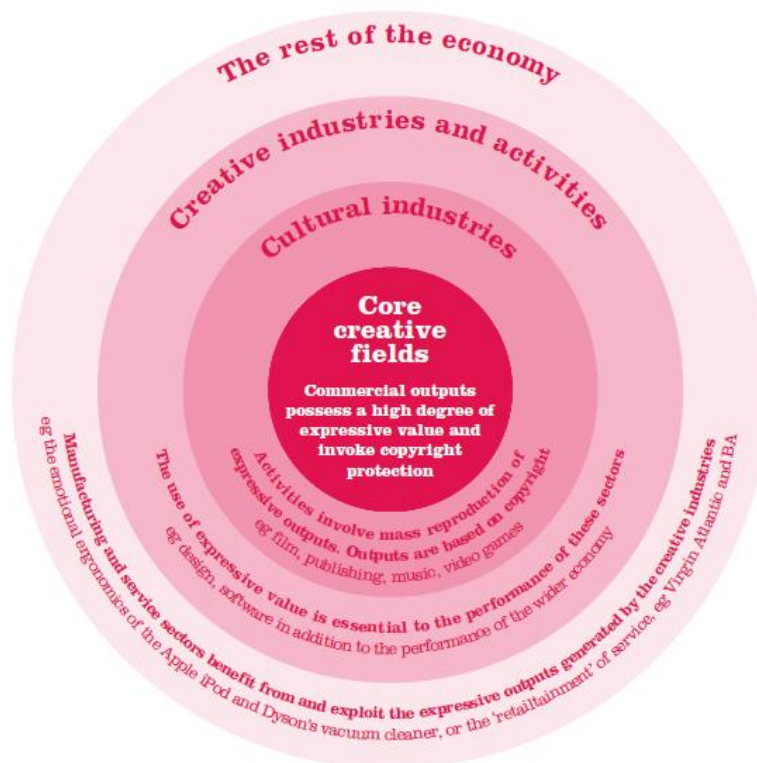 The rest of the economy
Creative industries and activities
Cultural industries
Core
creative
fields
Commercial outputs
possess a high degree of
expressive value and
invoke copyright
protection
Activities involve mass reproduction of
expressive outputs. Outputs are based on copyright
eg film, publishing, music, video games
The use of expressive value is essential to the performance of these sectors
eg design, software in addition to the performance of the wider economy
Manufacturing and service sectors benefit from and exploit the expressive outputs generated by the creative industries
eg the emotional ergonomics of the Apple iPod and Dyson's vacuum cleaner, or the 'retailtainment' of service, eg Virgin Atlantic and BA